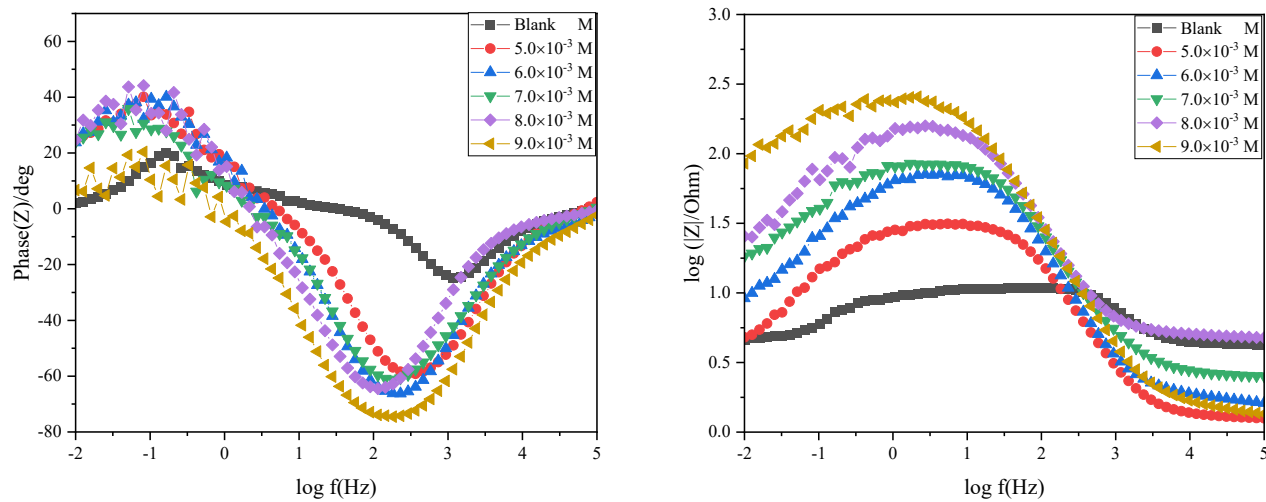 Blank M
5.0×10⁻³ M
6.0×10⁻³ M
7.0×10⁻³ M
8.0×10⁻³ M
9.0×10⁻³ M
60
40
20
0
-20
-40
-60
-80
Phase(Z)/deg
-2 -1 0 1 2 3 4 5
log f(Hz)
Blank M
5.0×10⁻³ M
6.0×10⁻³ M
7.0×10⁻³ M
8.0×10⁻³ M
9.0×10⁻³ M
3.0
2.5
2.0
1.5
1.0
0.5
0.0
log (|Z|/Ohm)
-2 -1 0 1 2 3 4 5
log f(Hz)